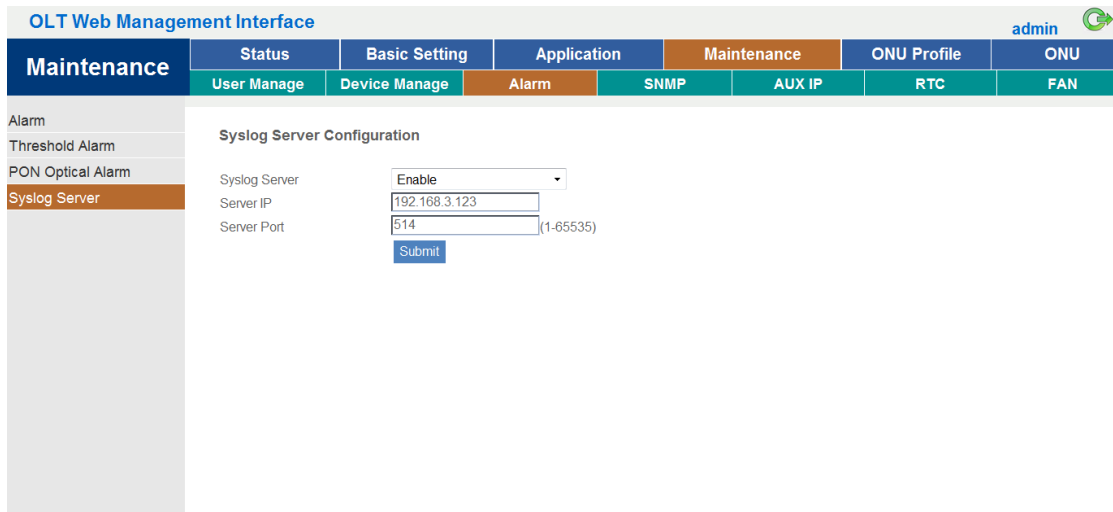 OLT Web Management Interface
admin
Maintenance
Status Basic Setting Application Maintenance ONU Profile ONU
User Manage Device Manage Alarm SNMP AUX IP RTC FAN
Alarm
Threshold Alarm
PON Optical Alarm
Syslog Server
Syslog Server Configuration
Syslog Server Enable
Server IP 192.168.3.123
Server Port 514 (1-65535)
Submit